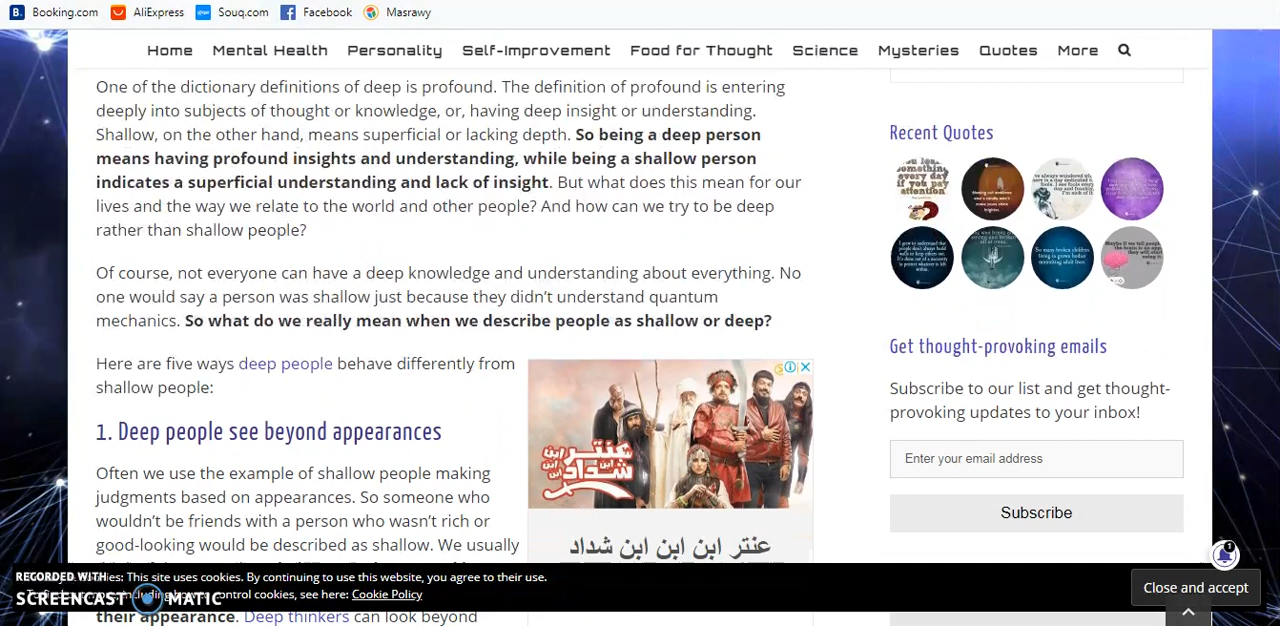 Booking.com AliExpress Souq.com Facebook Masrawy
Home Mental Health Personality Self-Improvement Food for Thought Science Mysteries Quotes More
One of the dictionary definitions of deep is profound. The definition of profound is entering
deeply into subjects of thought or knowledge, or, having deep insight or understanding.
Shallow, on the other hand, means superficial or lacking depth. So being a deep person
means having profound insights and understanding, while being a shallow person
indicates a superficial understanding and lack of insight. But what does this mean for our
lives and the way we relate to the world and other people? And how can we try to be deep
rather than shallow people?
Of course, not everyone can have a deep knowledge and understanding about everything. No
one would say a person was shallow just because they didn't understand quantum
mechanics. So what do we really mean when we describe people as shallow or deep?
Here are five ways deep people behave differently from
shallow people:
1. Deep people see beyond appearances
Often we use the example of shallow people making
judgments based on appearances. So someone who
wouldn't be friends with a person who wasn't rich or
good-looking would be described as shallow. We usually
their appearance. Deep thinkers can look beyond
عنتر ابن ابن ابن شداد
عنتر ابن ابن ابن شداد
Recent Quotes
Get thought-provoking emails
Subscribe to our list and get thought-
provoking updates to your inbox!
Enter your email address
Subscribe
1
This site uses cookies. By continuing to use this website, you agree to their use.
control cookies, see here: Cookie Policy
Close and accept
RECORDED WITH
SCREENCAST MATIC